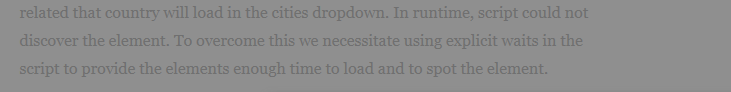 related that country will load in the cities dropdown. In runtime, script could not
discover the element. To overcome this we necessitate using explicit waits in the
script to provide the elements enough time to load and to spot the element.